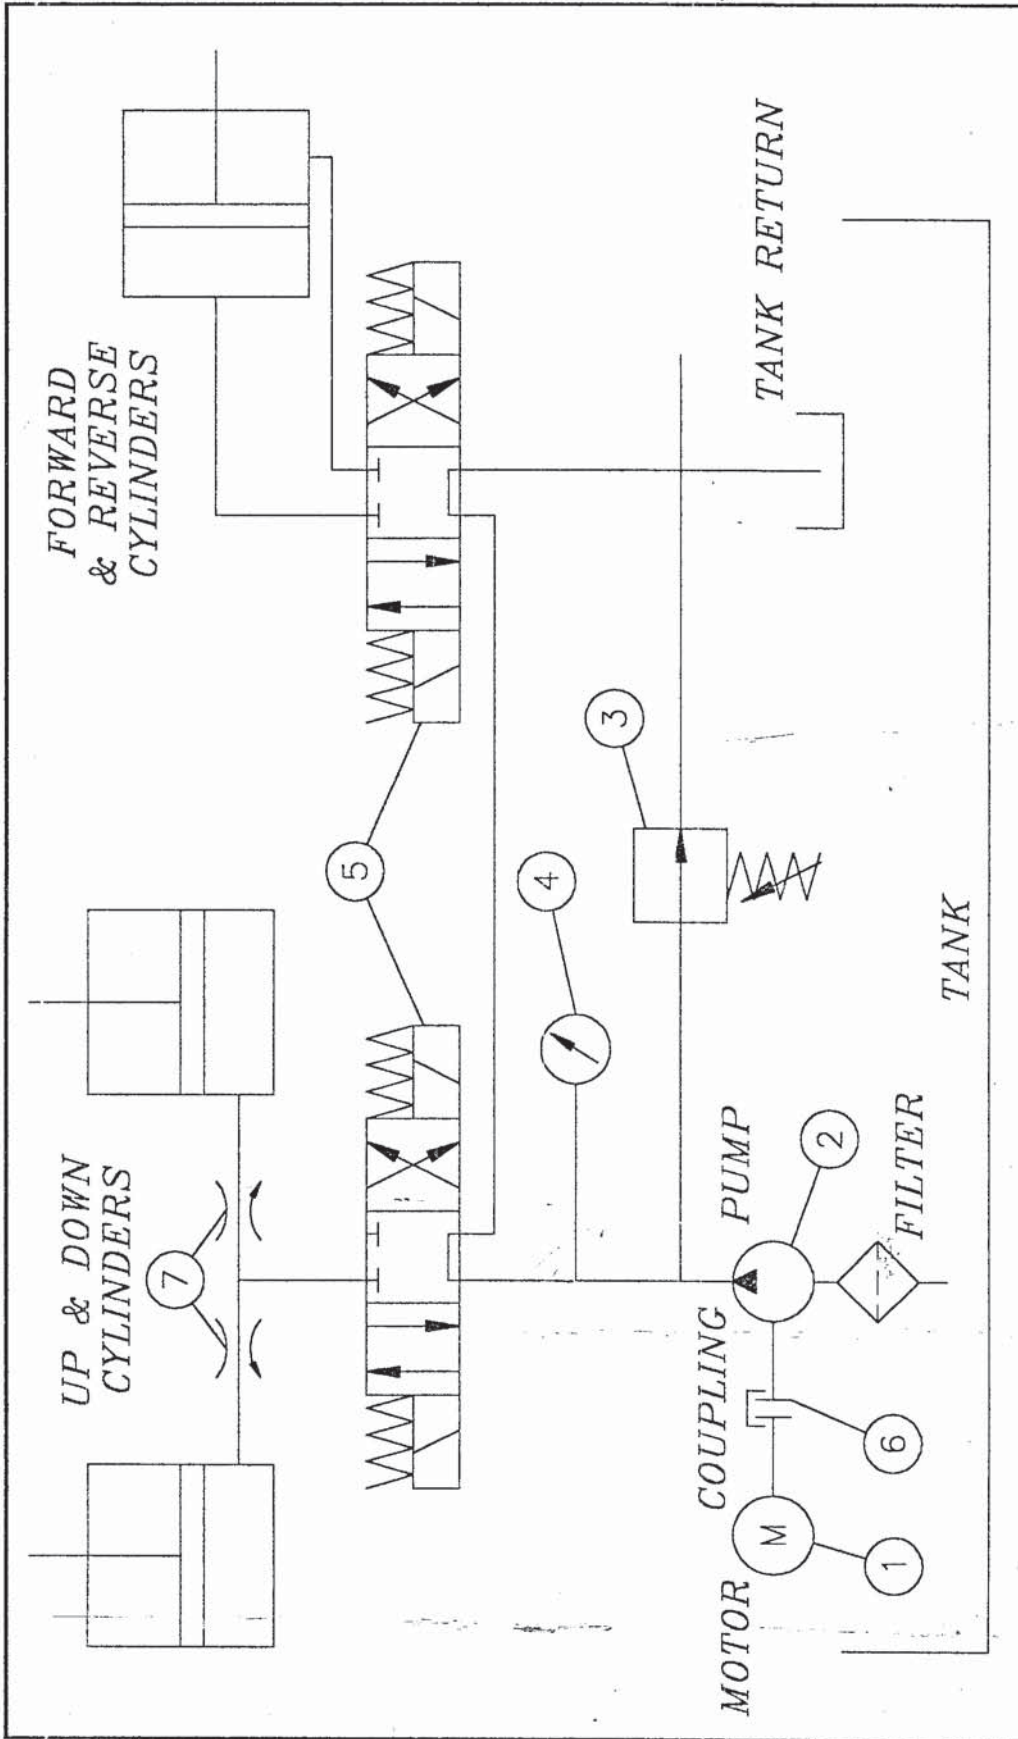 UP & DOWN
CYLINDERS
FORWARD
& REVERSE
CYLINDERS
7
5
4
3
MOTOR
M
1
COUPLING
6
PUMP
2
FILTER
TANK
TANK RETURN